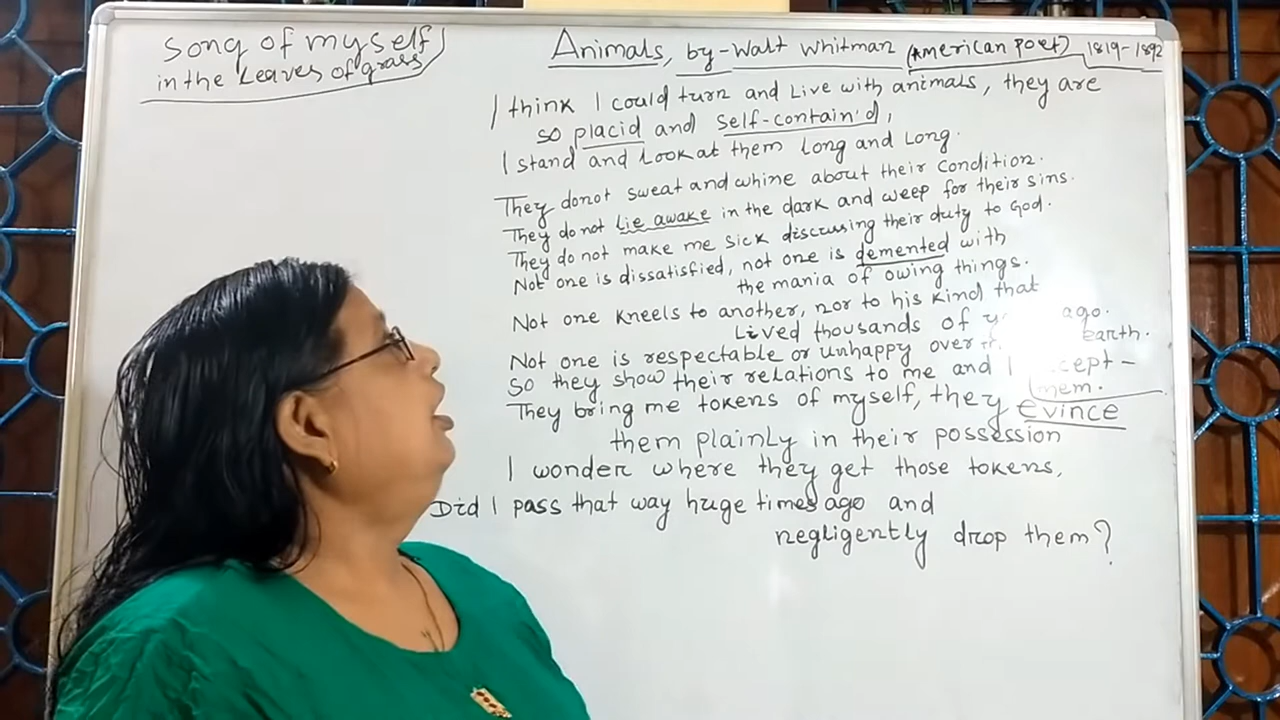 Song of myself
in the Leaves of grass
Animals, by-Walt Whitman (American Poet) 1819-1892
I think I could turn and Live with animals, they are
so placid and self-contain'd,
I stand and Look at them Long and Long.
They donot sweat and whine about their condition.
They do not Lie awake in the dark and weep for their sins.
They do not make me sick discussing their duty to God.
Not one is dissatisfied, not one is demented with
the mania of owing things.
Not one kneels to another, nor to his kind that
Lived thousands of ago.
Not one is respectable or unhappy over earth.
So they show their relations to me and I
them.
They bring me tokens of myself, they evince
them plainly in their possession
I wonder where they get those tokens,
Did I pass that way huge times ago and
negligently drop them?